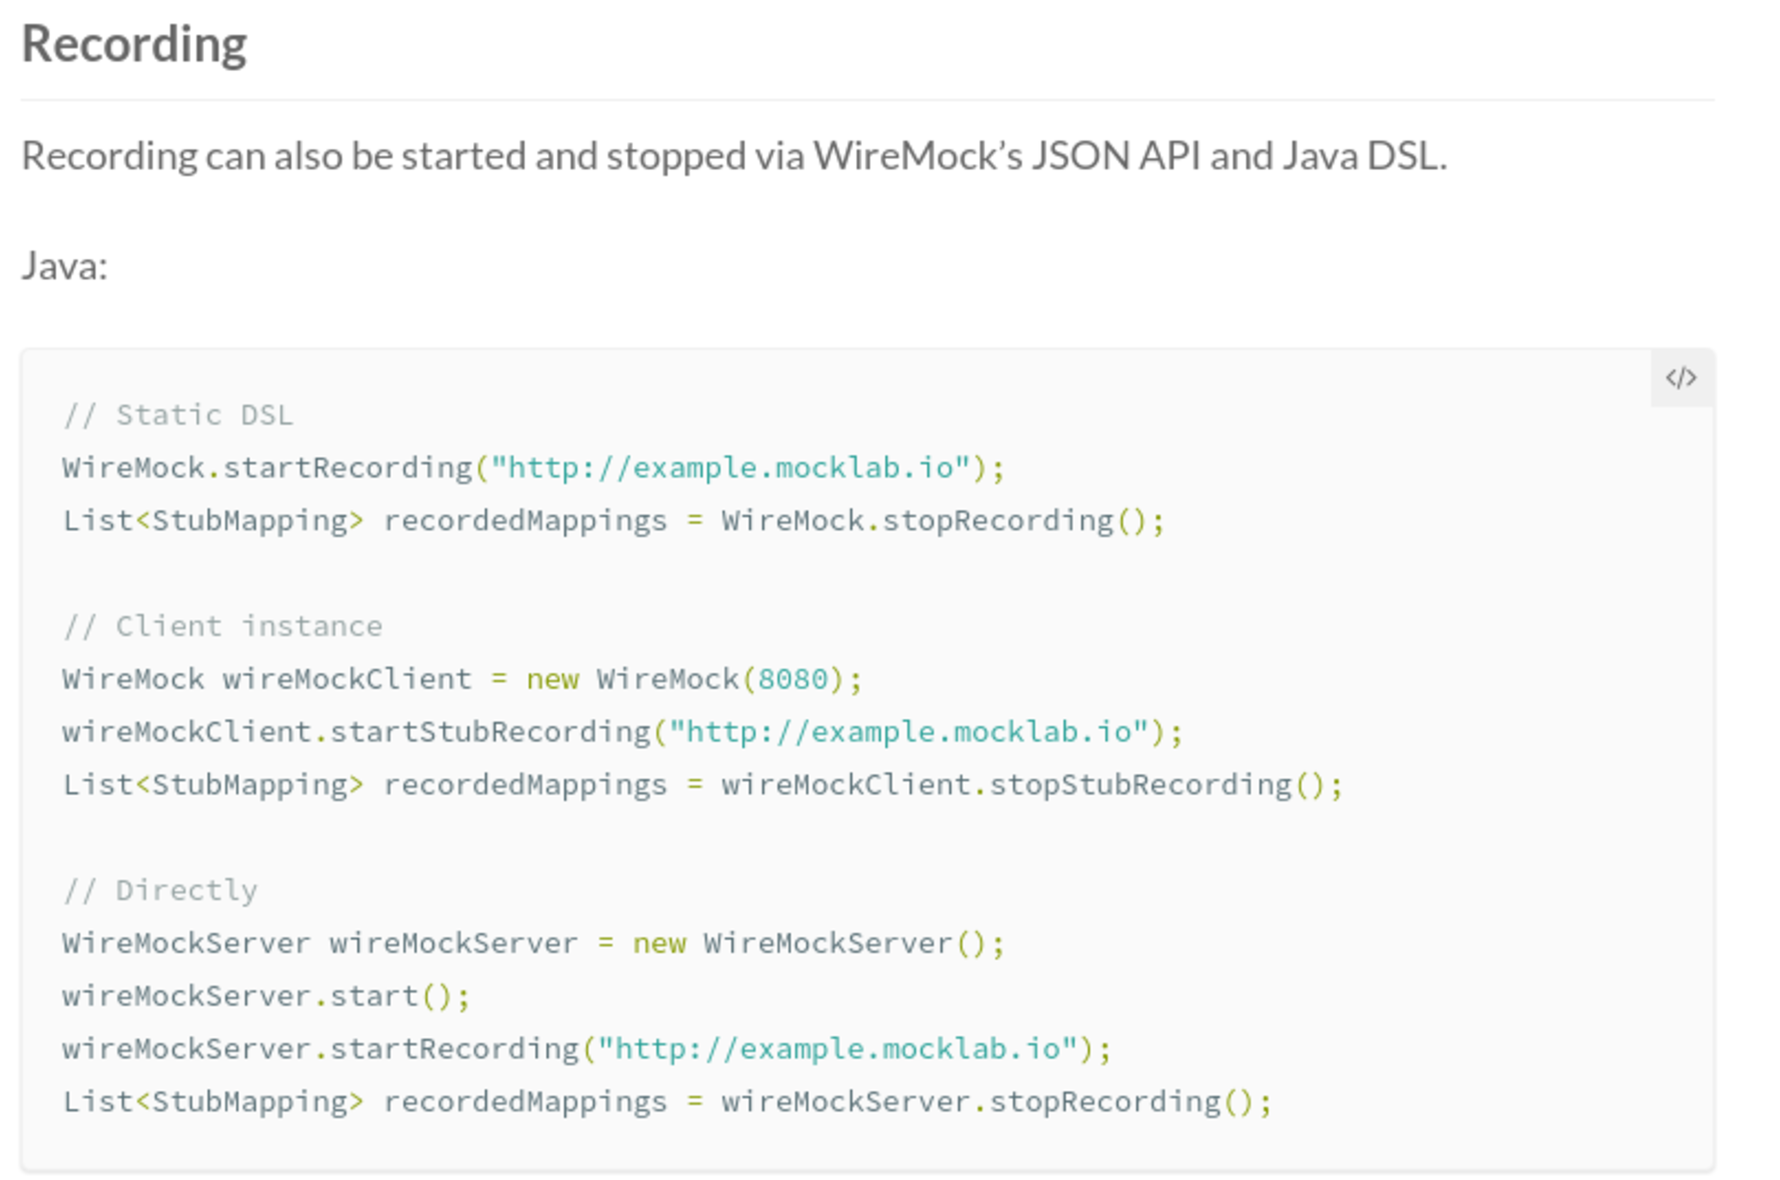 Recording
Recording can also be started and stopped via WireMock’s JSON API and Java DSL.
Java:
</>
// Static DSL
WireMock.startRecording("http://example.mocklab.io");
List<StubMapping> recordedMappings = WireMock.stopRecording();
// Client instance
WireMock wireMockClient = new WireMock(8080);
wireMockClient.startStubRecording("http://example.mocklab.io");
List<StubMapping> recordedMappings = wireMockClient.stopStubRecording();
// Directly
WireMockServer wireMockServer = new WireMockServer();
wireMockServer.start();
wireMockServer.startRecording("http://example.mocklab.io");
List<StubMapping> recordedMappings = wireMockServer.stopRecording();